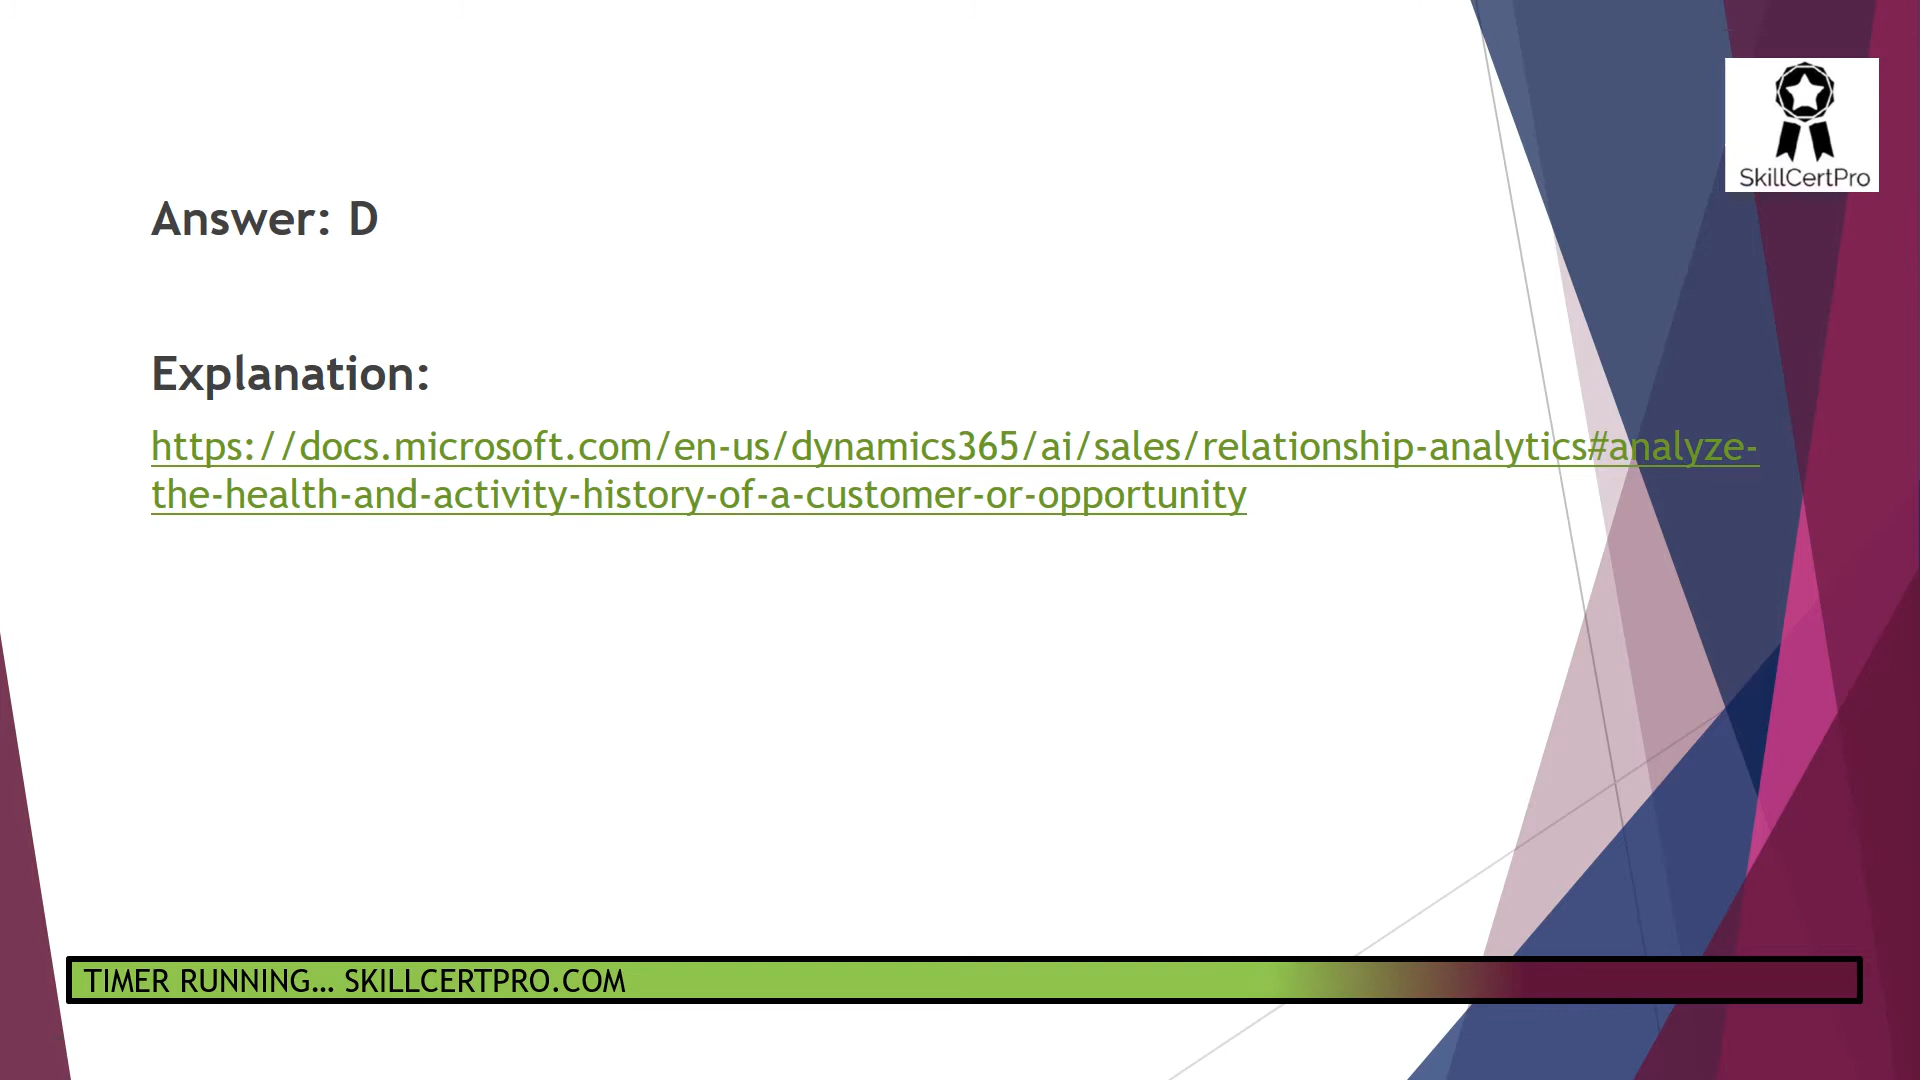 SkillCertPro
Answer: D
Explanation:
https://docs.microsoft.com/en-us/dynamics365/ai/sales/relationship-analytics#analyze-
the-health-and-activity-history-of-a-customer-or-opportunity
TIMER RUNNING... SKILLCERTPRO.COM